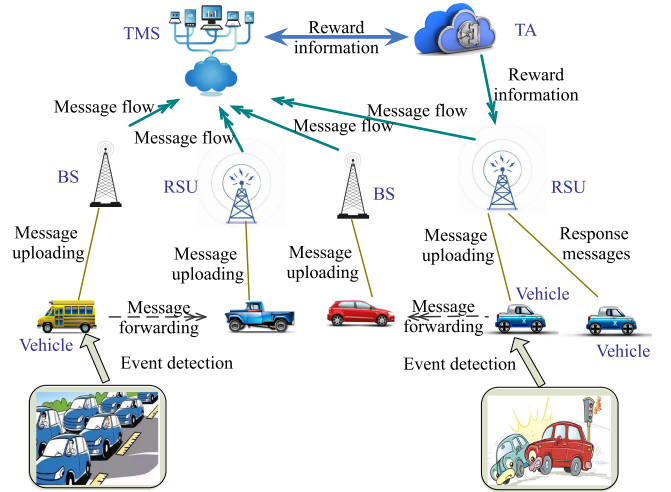 TMS
Reward
information
TA
Reward
information
Message flow
Message flow
Message flow
Message flow
BS
RSU
BS
RSU
Message
uploading
Message
uploading
Message
uploading
Message
uploading
Response
messages
Vehicle
Message
forwarding
Message
forwarding
Vehicle
Vehicle
Event detection
Event detection